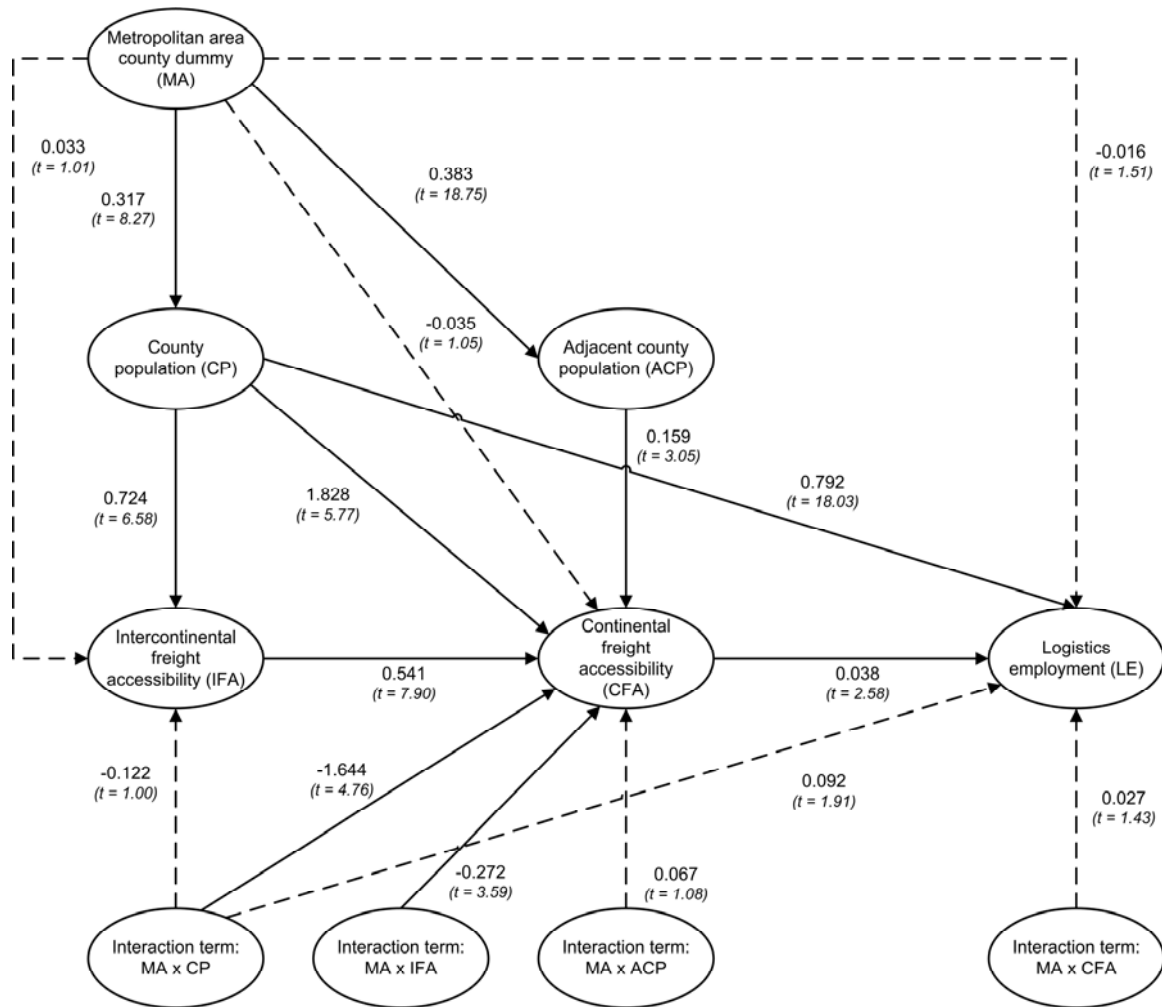 Metropolitan area
county dummy
(MA)
0.033
(t = 1.01)
0.317
(t = 8.27)
0.383
(t = 18.75)
-0.016
(t = 1.51)
-0.035
(t = 1.05)
County
population (CP)
Adjacent county
population (ACP)
0.159
(t = 3.05)
0.724
(t = 6.58)
1.828
(t = 5.77)
0.792
(t = 18.03)
Intercontinental
freight
accessibility (IFA)
Continental
freight
accessibility
(CFA)
Logistics
employment (LE)
0.541
(t = 7.90)
0.038
(t = 2.58)
-0.122
(t = 1.00)
-1.644
(t = 4.76)
0.092
(t = 1.91)
0.027
(t = 1.43)
-0.272
(t = 3.59)
0.067
(t = 1.08)
Interaction term:
MA x CP
Interaction term:
MA x IFA
Interaction term:
MA x ACP
Interaction term:
MA x CFA